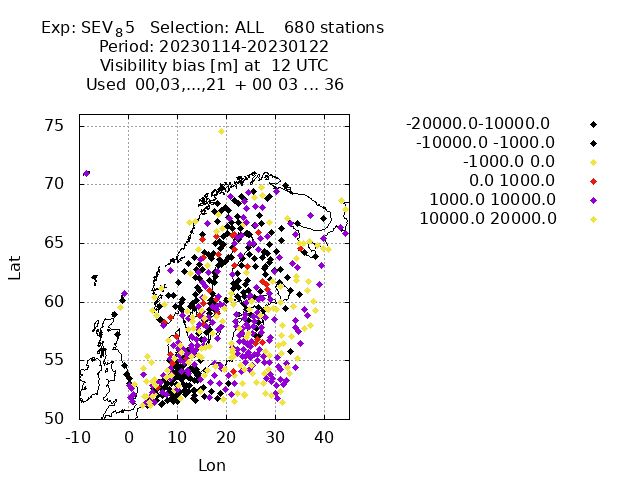 Exp: SEV₈5   Selection: ALL    680 stations
Period: 20230114-20230122
Visibility bias [m] at  12 UTC
Used  00,03,...,21  + 00 03 ... 36
-20000.0-10000.0
-10000.0 -1000.0
-1000.0 0.0
0.0 1000.0
1000.0 10000.0
10000.0 20000.0
75
70
65
60
55
50
Lat
-10 0 10 20 30 40
Lon